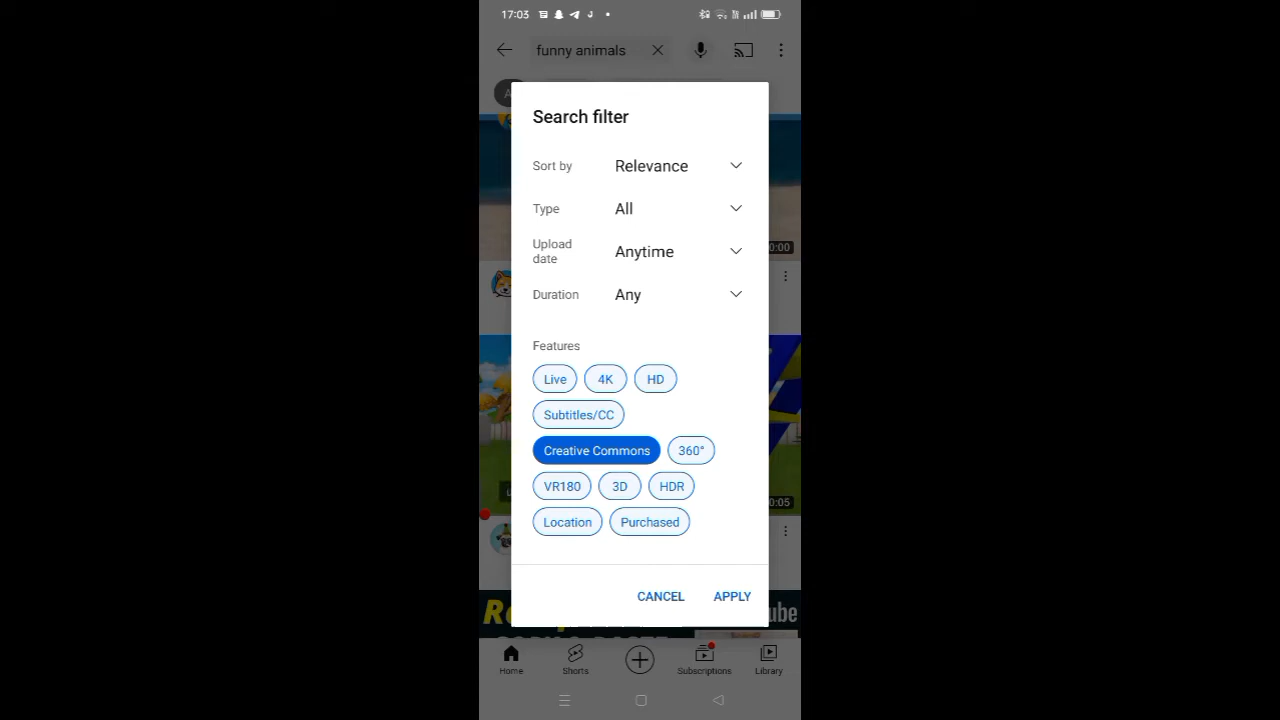 17:03
funny animals
Search filter
Sort by Relevance
Type All
Upload date Anytime
Duration Any
Features
Live 4K HD
Subtitles/CC
Creative Commons 360°
VR180 3D HDR
Location Purchased
CANCEL APPLY
Home Shorts Subscriptions Library